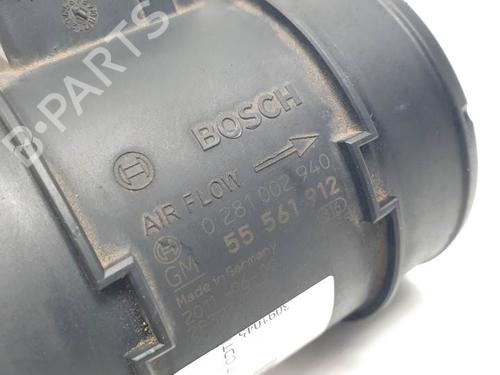 BOSCH
AIR FLOW
0 281 002 940
55 561 912
GM
Made in Germany
B-PARTS